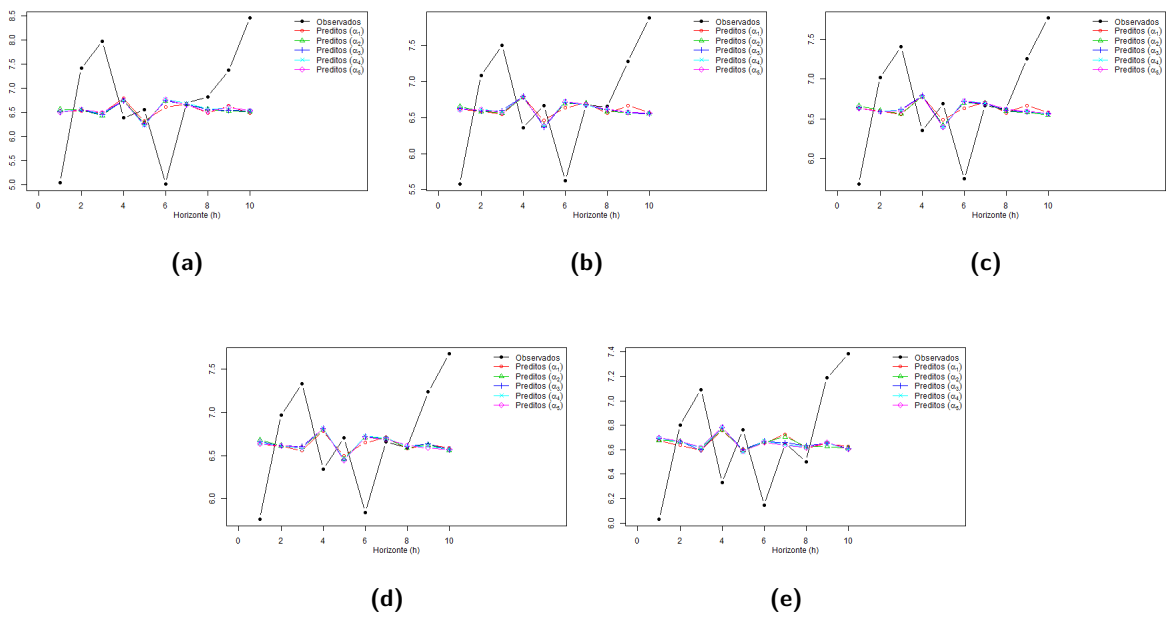 8.5
8.0
7.5
7.0
6.5
6.0
5.5
5.0
0 2 4 6 8 10
Horizonte (h)
Observados
Preditos (α₁)
Preditos (α₂)
Preditos (α₃)
Preditos (α₄)
Preditos (α₅)
(a)
7.5
7.0
6.5
6.0
5.5
0 2 4 6 8 10
Horizonte (h)
Observados
Preditos (α₁)
Preditos (α₂)
Preditos (α₃)
Preditos (α₄)
Preditos (α₅)
(b)
7.5
7.0
6.5
6.0
0 2 4 6 8 10
Horizonte (h)
Observados
Preditos (α₁)
Preditos (α₂)
Preditos (α₃)
Preditos (α₄)
Preditos (α₅)
(c)
7.5
7.0
6.5
6.0
0 2 4 6 8 10
Horizonte (h)
Observados
Preditos (α₁)
Preditos (α₂)
Preditos (α₃)
Preditos (α₄)
Preditos (α₅)
(d)
7.4
7.2
7.0
6.8
6.6
6.4
6.2
6.0
0 2 4 6 8 10
Horizonte (h)
Observados
Preditos (α₁)
Preditos (α₂)
Preditos (α₃)
Preditos (α₄)
Preditos (α₅)
(e)